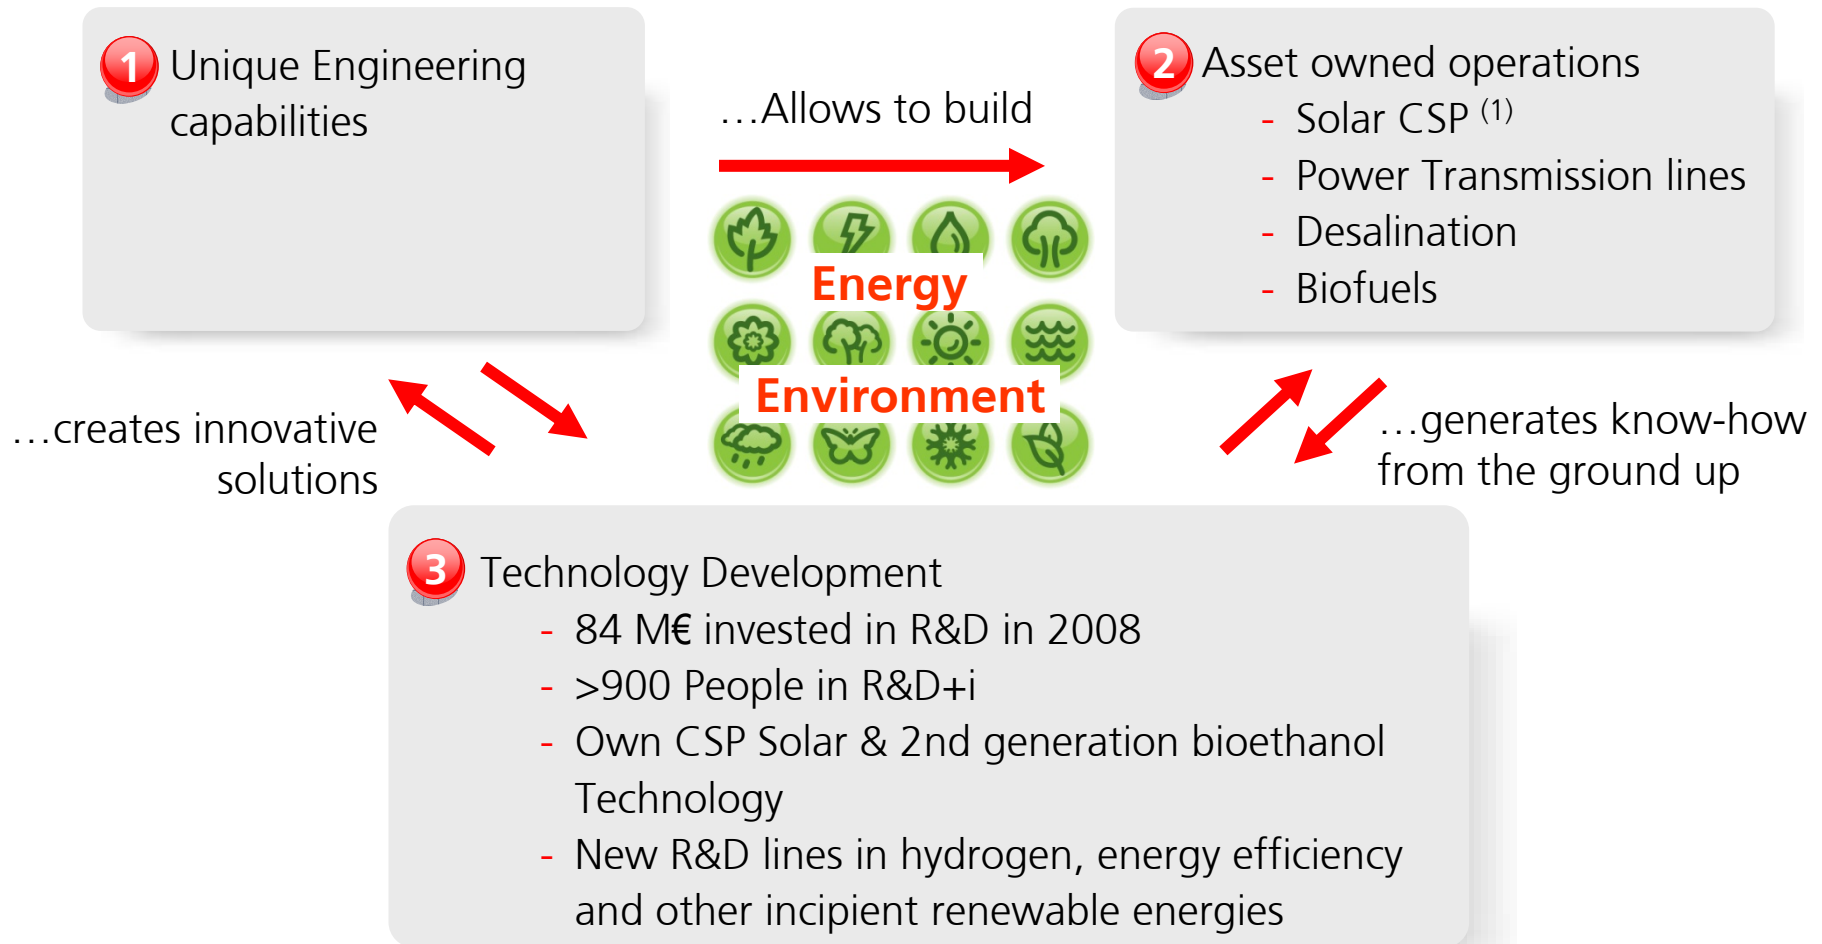 1 Unique Engineering
capabilities
…Allows to build
2 Asset owned operations
- Solar CSP (1)
- Power Transmission lines
- Desalination
- Biofuels
Energy
Environment
…creates innovative
solutions
…generates know-how
from the ground up
3 Technology Development
- 84 M€ invested in R&D in 2008
- >900 People in R&D+i
- Own CSP Solar & 2nd generation bioethanol
Technology
- New R&D lines in hydrogen, energy efficiency
and other incipient renewable energies